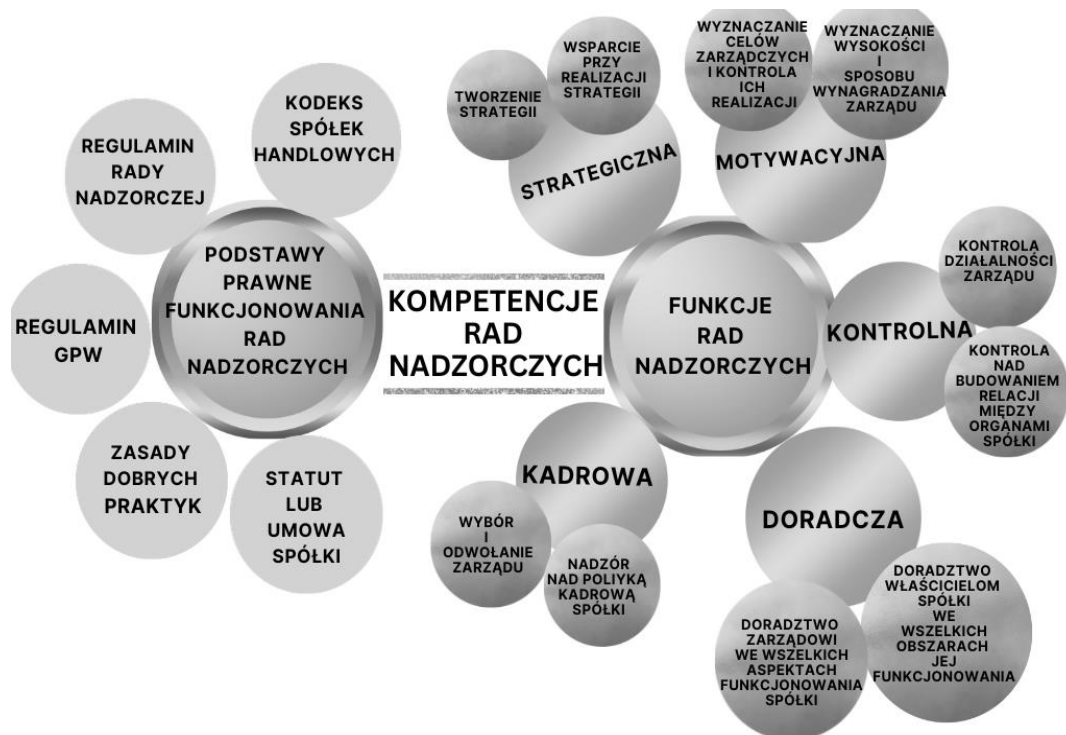 KODEKS
SPÓŁEK
HANDLOWYCH
REGULAMIN
RADY
NADZORCZEJ
REGULAMIN
GPW
ZASADY
DOBRYCH
PRAKTYK
STATUT
LUB
UMOWA
SPÓŁKI
PODSTAWY
PRAWNE
FUNKCJONOWANIA
RAD
NADZORCZYCH
KOMPETENCJE
RAD
NADZORCZYCH
FUNKCJE
RAD
NADZORCZYCH
STRATEGICZNA
TWORZENIE
STRATEGII
WSPARCIE
PRZY
REALIZACJI
STRATEGII
MOTYWACYJNA
WYZNACZANIE
CELÓW
ZARZĄDCZYCH
I KONTROLA
ICH
REALIZACJI
WYZNACZANIE
WYSOKOŚCI
I
SPOSOBU
WYNAGRADZANIA
ZARZĄDU
KONTROLNA
KONTROLA
DZIAŁALNOŚCI
ZARZĄDU
KONTROLA
NAD
BUDOWANIEM
RELACJI
MIĘDZY
ORGANAMI
SPÓŁKI
DORADCZA
DORADZTWO
WŁAŚCICIELOM
SPÓŁKI
WE
WSZELKICH
OBSZARACH
JEJ
FUNKCJONOWANIA
DORADZTWO
ZARZĄDOWI
WE WSZELKICH
ASPEKTACH
FUNKCJONOWANIA
SPÓŁKI
KADROWA
WYBÓR
I
ODWOŁANIE
ZARZĄDU
NADZÓR
NAD POLIYKĄ
KADROWĄ
SPÓŁKI